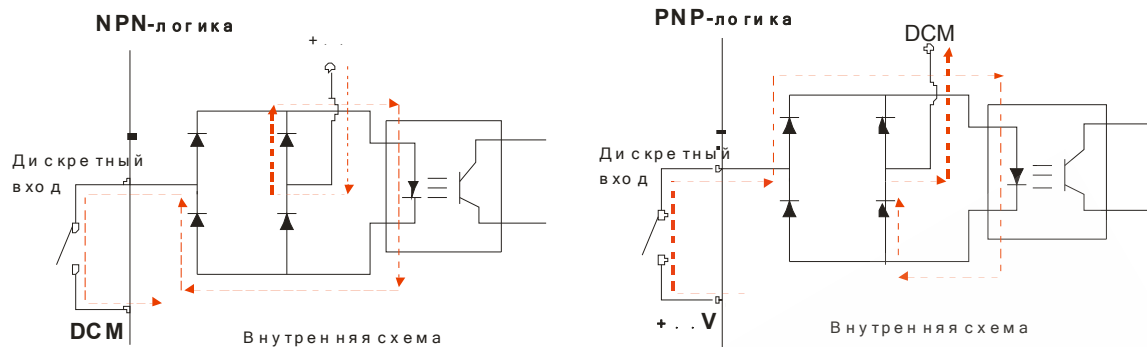 NPN-логика
+ . .
Дискретный
вход
DCM
Внутренняя схема
PNP-логика
DCM
Дискретный
вход
+ . . V
Внутренняя схема